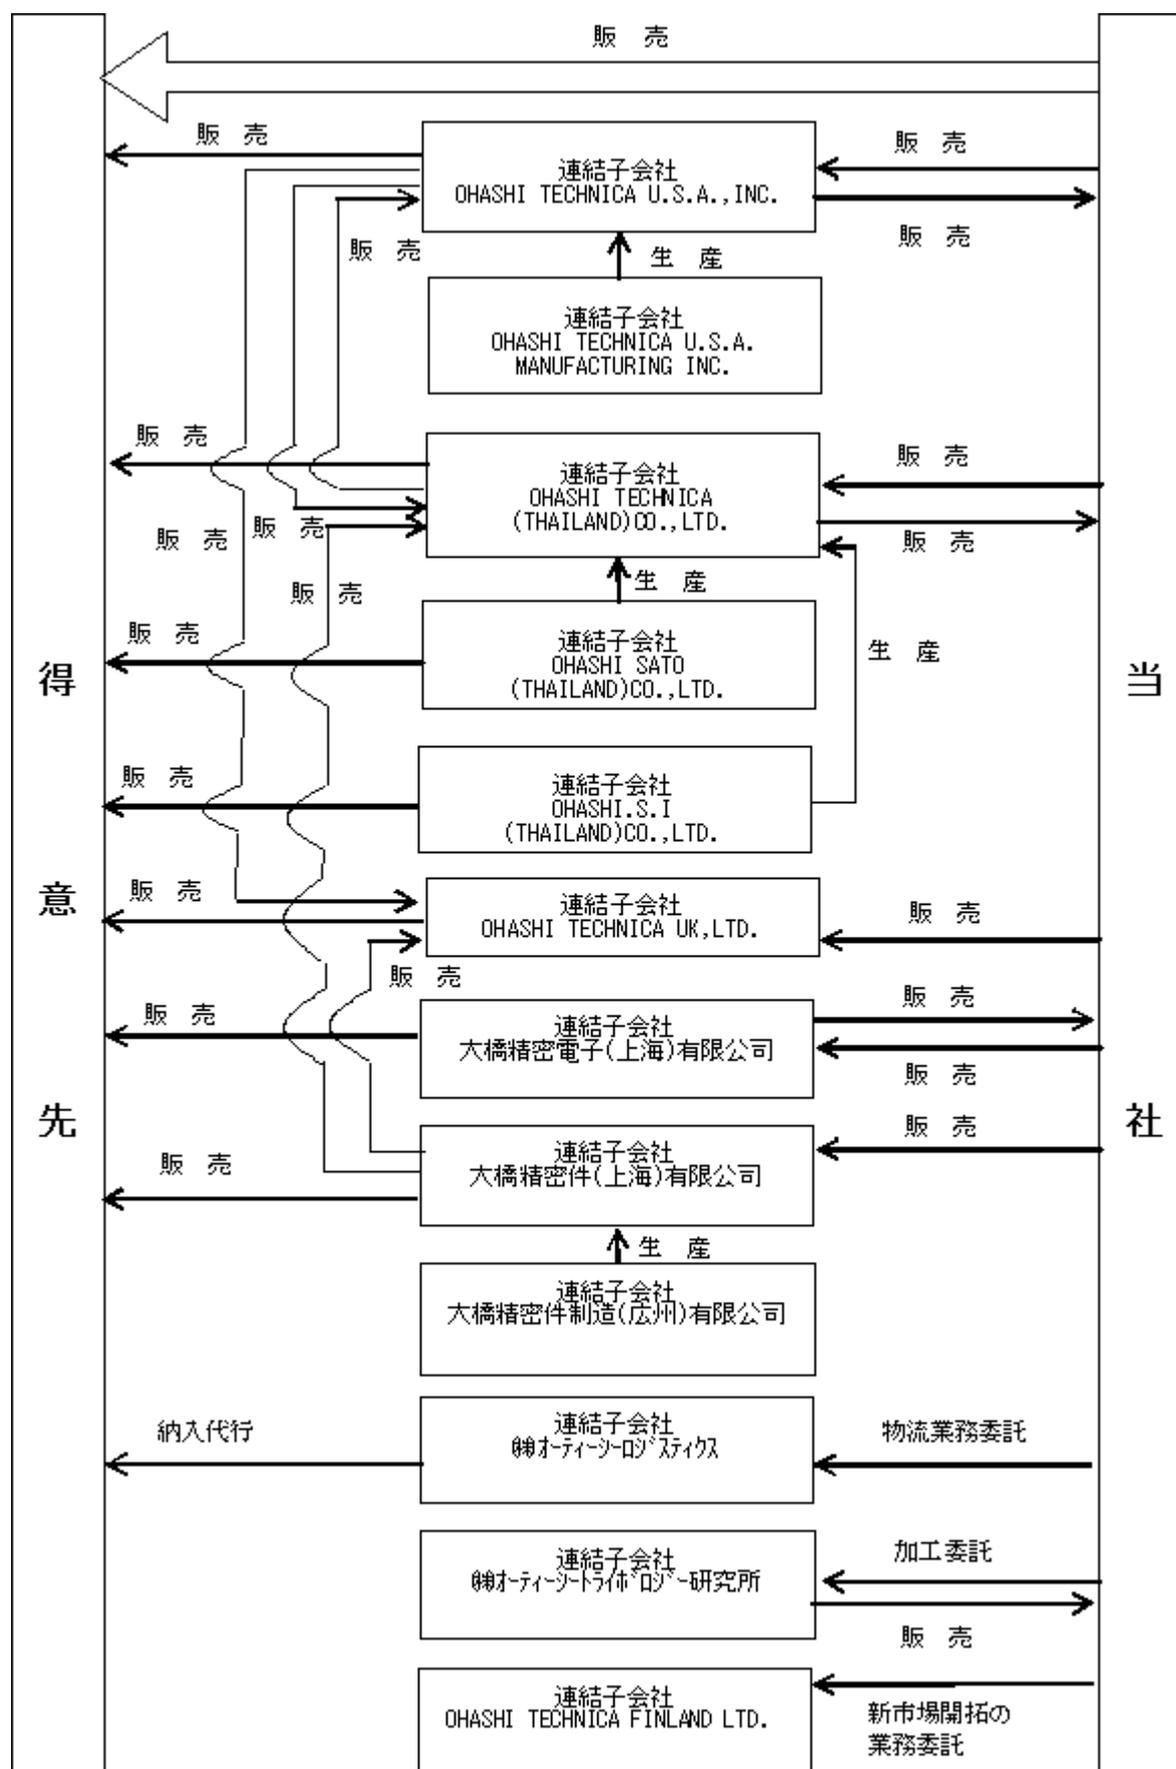 販 売
販 売
連結子会社
OHASHI TECHNICA U.S.A.,INC.
販 売
販 売
販 売
生 産
連結子会社
OHASHI TECHNICA U.S.A.
MANUFACTURING INC.
販 売
連結子会社
OHASHI TECHNICA
(THAILAND)CO.,LTD.
販 売
販 売
販 売
販 売
販 売
生 産
連結子会社
OHASHI SATO
(THAILAND)CO.,LTD.
販 売
生 産
得
意
先
当
社
販 売
連結子会社
OHASHI.S.I
(THAILAND)CO.,LTD.
販 売
連結子会社
OHASHI TECHNICA UK,LTD.
販 売
販 売
販 売
連結子会社
大橋精密電子(上海)有限公司
販 売
販 売
販 売
連結子会社
大橋精密件(上海)有限公司
販 売
生 産
連結子会社
大橋精密件制造(広州)有限公司
納入代行
連結子会社
㈱オーティーシーロジスティクス
物流業務委託
連結子会社
㈱オーティーシートライボロジー研究所
加工委託
販 売
連結子会社
OHASHI TECHNICA FINLAND LTD.
新市場開拓の
業務委託